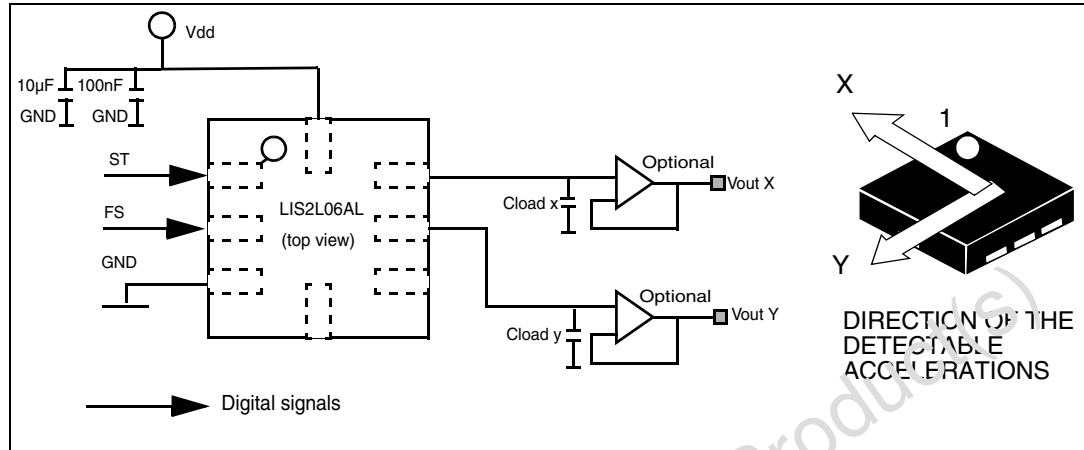 Vdd
10µF 100nF
GND GND
ST
FS
GND
LIS2L06AL
(top view)
Optional
Cload x
Vout X
Optional
Cload y
Vout Y
Digital signals
X
1
Y
DIRECTION OF THE
DETECTABLE
ACCELERATIONS
Product(s)